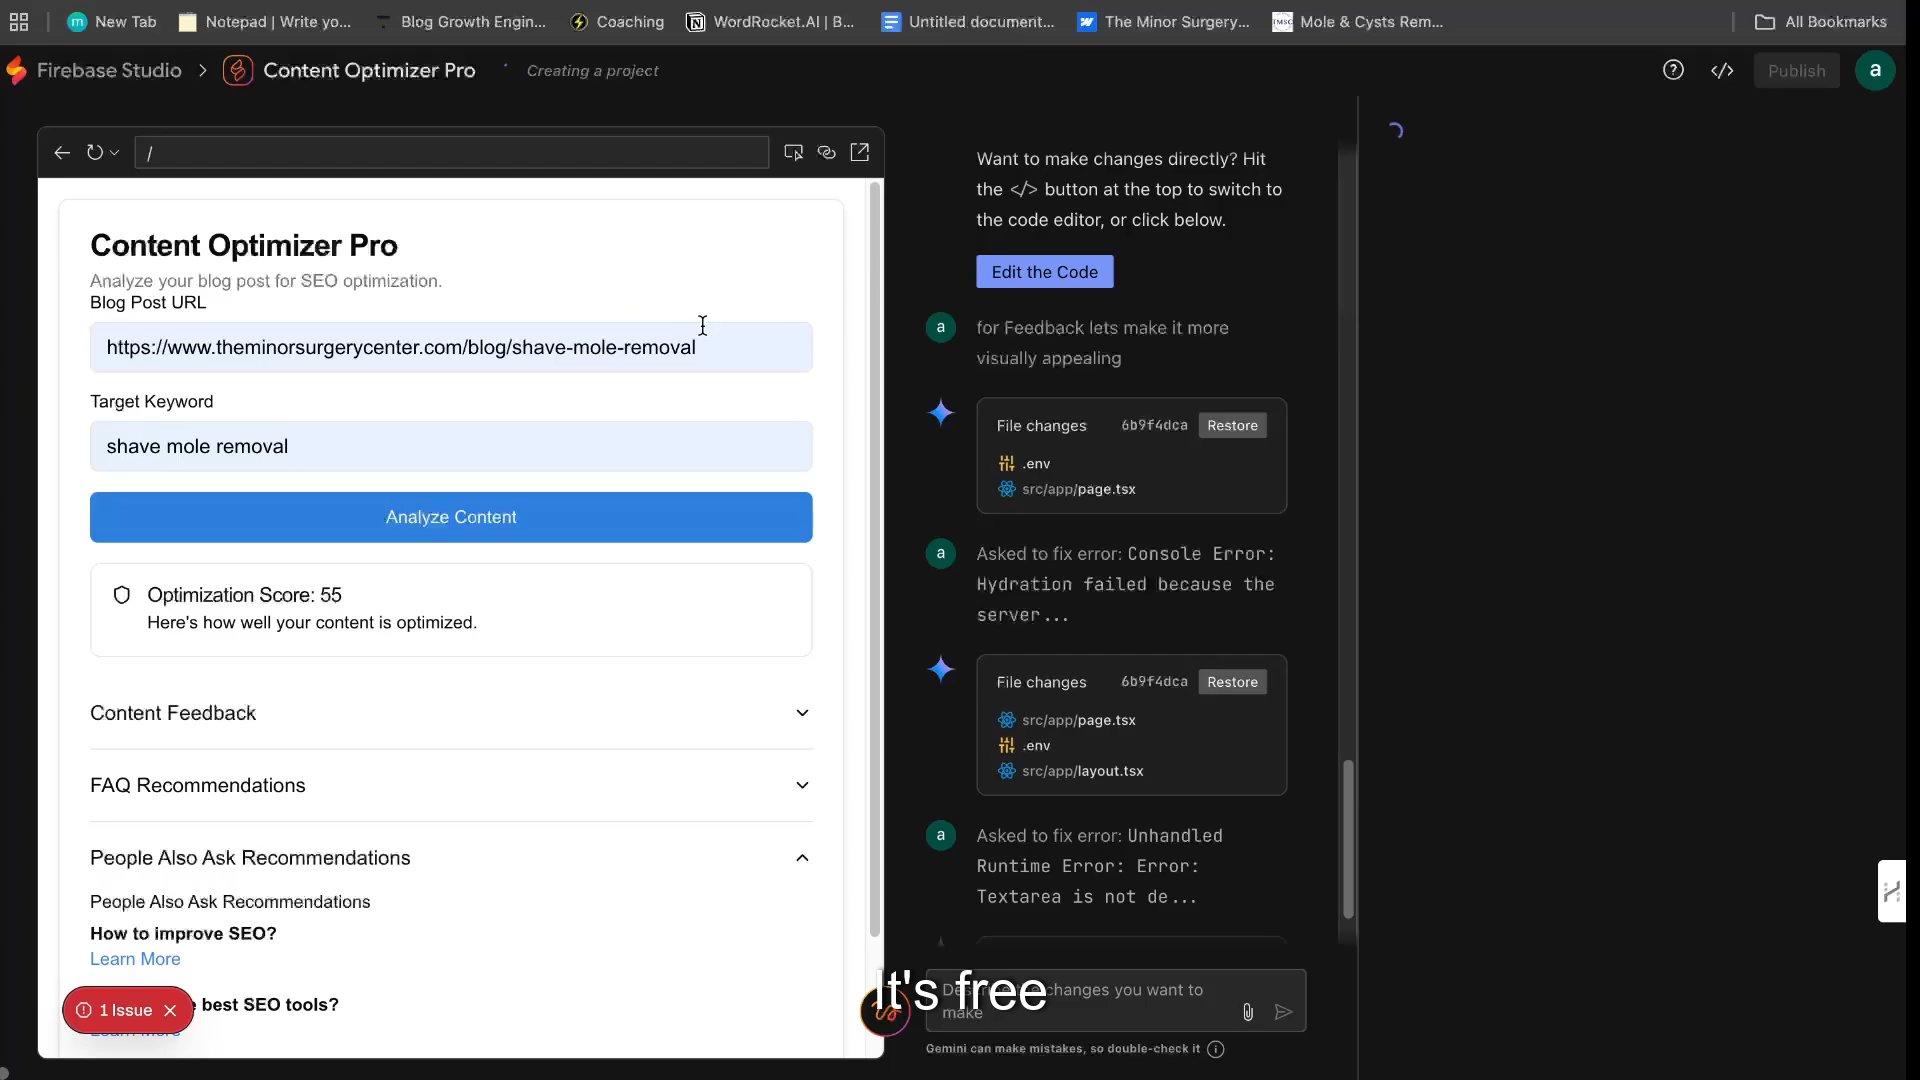 New Tab
Notepad | Write yo...
Blog Growth Engin...
Coaching
WordRocket.AI | B...
Untitled document...
The Minor Surgery...
Mole & Cysts Rem...
All Bookmarks
Firebase Studio
Content Optimizer Pro
Creating a project
</>
Publish
a
/
Content Optimizer Pro
Analyze your blog post for SEO optimization.
Blog Post URL
https://www.theminorsurgerycenter.com/blog/shave-mole-removal
Target Keyword
shave mole removal
Analyze Content
Optimization Score: 55
Here's how well your content is optimized.
Content Feedback
FAQ Recommendations
People Also Ask Recommendations
People Also Ask Recommendations
How to improve SEO?
Learn More
best SEO tools?
1 Issue
Want to make changes directly? Hit
the </> button at the top to switch to
the code editor, or click below.
Edit the Code
a
for Feedback lets make it more
visually appealing
File changes 6b9f4dca Restore
.env
src/app/page.tsx
a
Asked to fix error: Console Error:
Hydration failed because the
server...
File changes 6b9f4dca Restore
src/app/page.tsx
.env
src/app/layout.tsx
a
Asked to fix error: Unhandled
Runtime Error: Error:
Textarea is not de...
It's free
changes you want to
make
Gemini can make mistakes, so double-check it